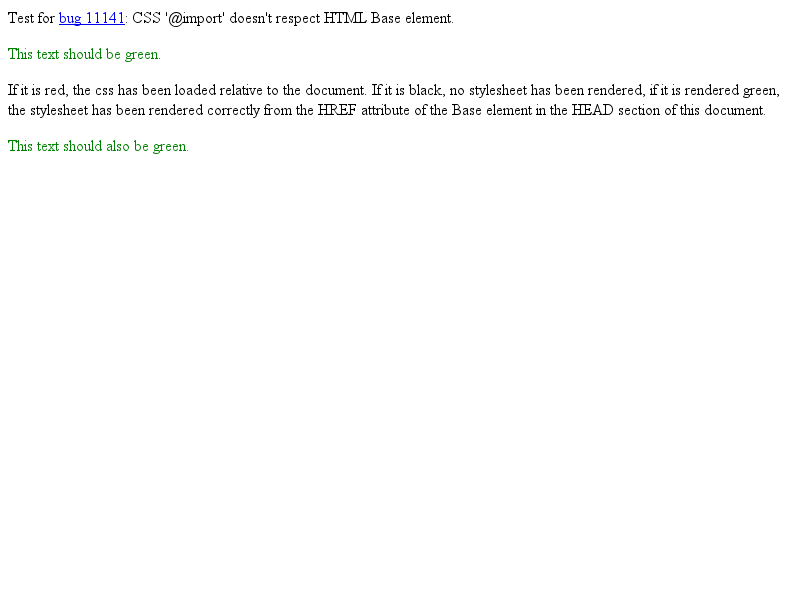 Test for bug 11141: CSS '@import' doesn't respect HTML Base element.
This text should be green.
If it is red, the css has been loaded relative to the document. If it is black, no stylesheet has been rendered, if it is rendered green,
the stylesheet has been rendered correctly from the HREF attribute of the Base element in the HEAD section of this document.
This text should also be green.